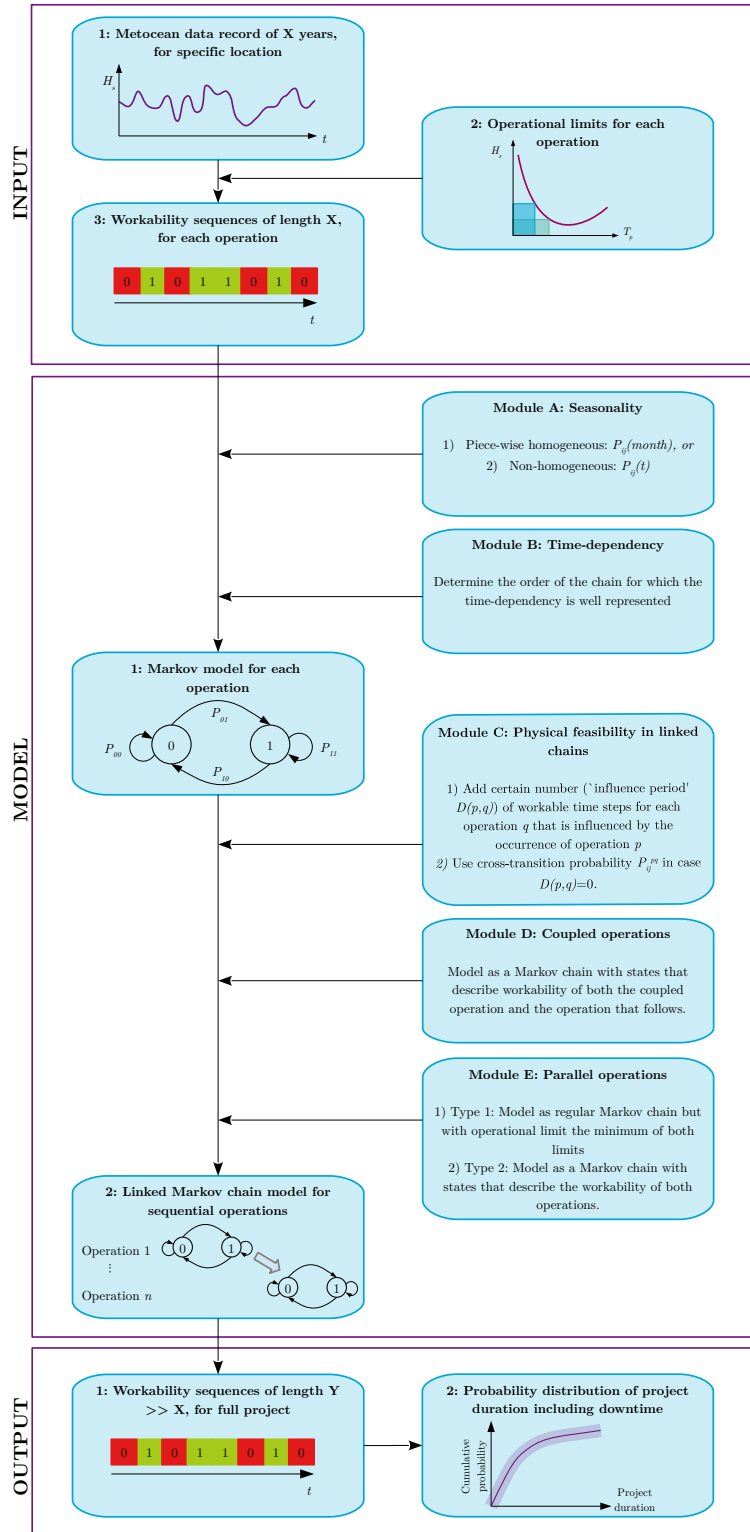 INPUT
1: Metocean data record of X years,
for specific location
H_s
t
2: Operational limits for each
operation
H_s
T_p
3: Workability sequences of length X,
for each operation
0 1 0 1 1 0 1 0
t
MODEL
Module A: Seasonality
1) Piece-wise homogeneous: P_ij(month), or
2) Non-homogeneous: P_ij(t)
Module B: Time-dependency
Determine the order of the chain for which the
time-dependency is well represented
1: Markov model for each
operation
P_01
P_00 0 1 P_11
P_10
Module C: Physical feasibility in linked
chains
1) Add certain number (`influence period'
D(p,q)) of workable time steps for each
operation q that is influenced by the
occurrence of operation p
2) Use cross-transition probability P_ij^pq in case
D(p,q)=0.
Module D: Coupled operations
Model as a Markov chain with states that
describe workability of both the coupled
operation and the operation that follows.
Module E: Parallel operations
1) Type 1: Model as regular Markov chain but
with operational limit the minimum of both
limits
2) Type 2: Model as a Markov chain with
states that describe the workability of both
operations.
2: Linked Markov chain model for
sequential operations
Operation 1 0 1
⋮
0 1
Operation n
OUTPUT
1: Workability sequences of length Y
>> X, for full project
0 1 0 1 1 0 1 0
t
2: Probability distribution of project
duration including downtime
Cumulative
probability
Project
duration